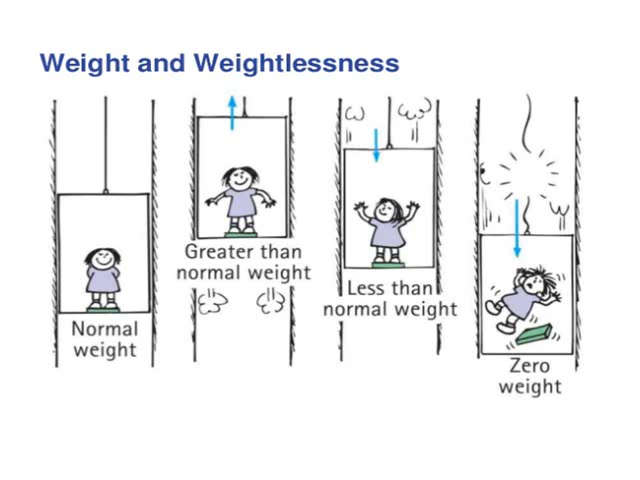 Weight and Weightlessness
Normal
weight
Greater than
normal weight
Less than
normal weight
Zero
weight